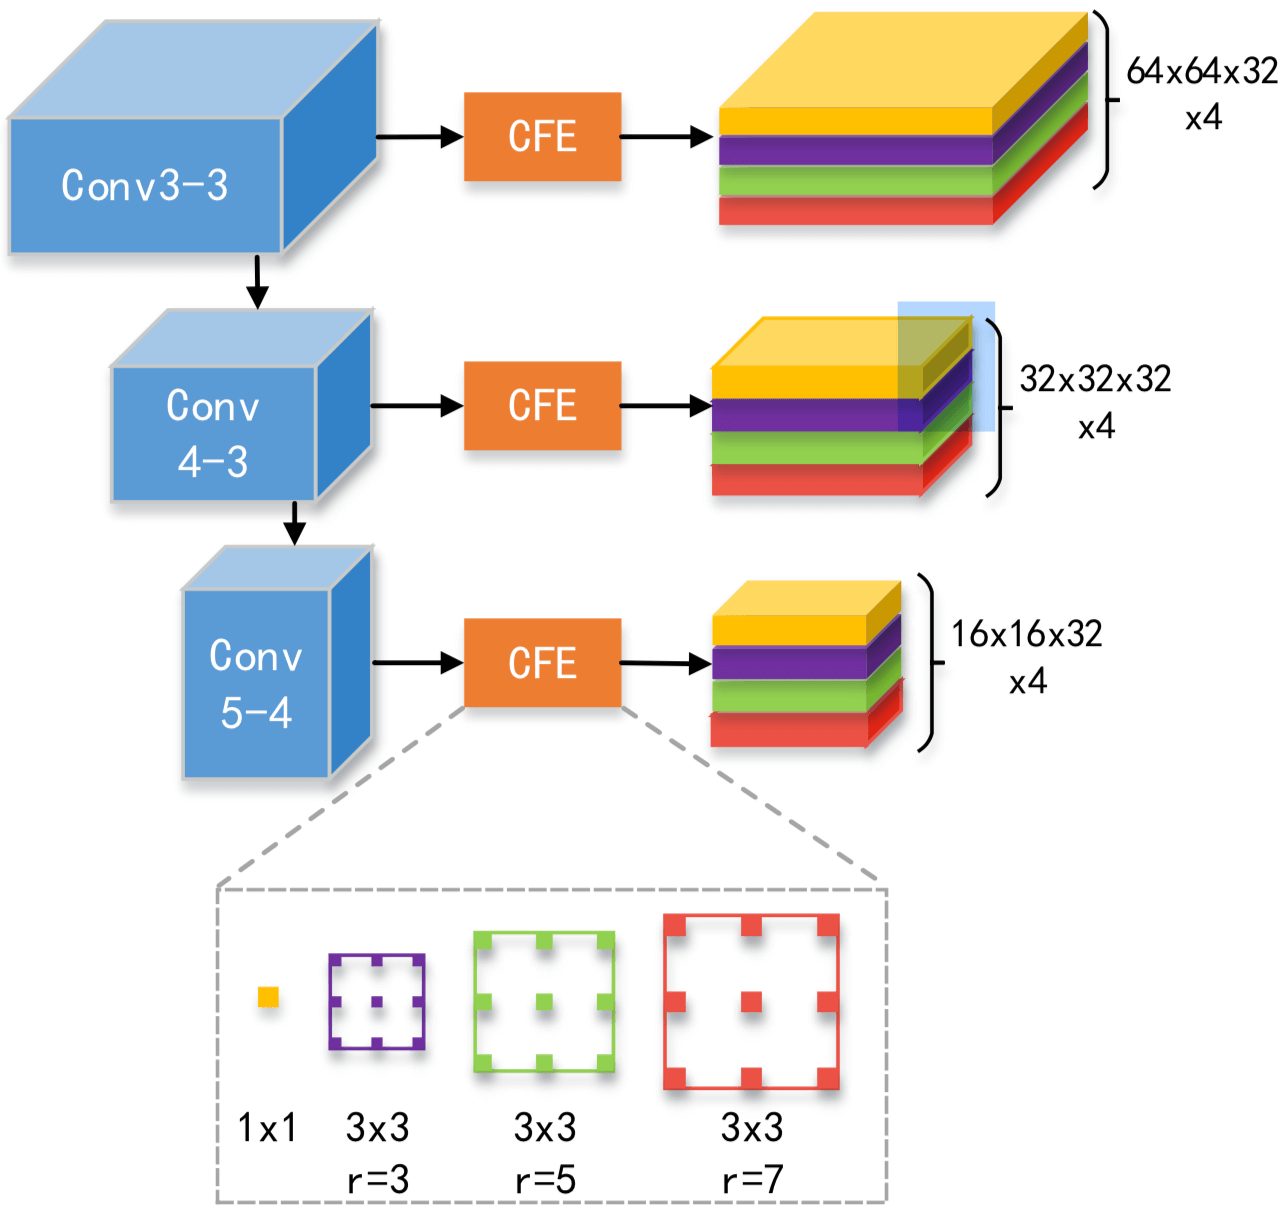 Conv3-3
CFE
64x64x32
x4
Conv
4-3
CFE
32x32x32
x4
Conv
5-4
CFE
16x16x32
x4
1x1
3x3
r=3
3x3
r=5
3x3
r=7